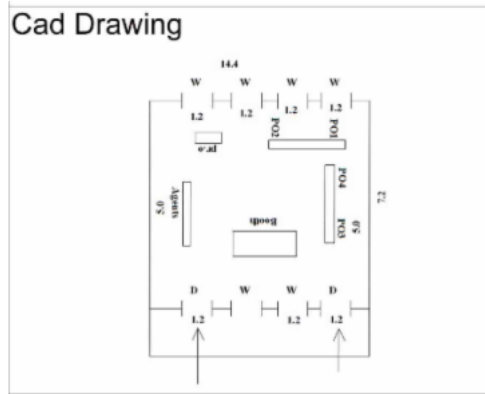 Cad Drawing
14.4
W W W W
1.2 1.2 1.2 1.2
PO2 PO1
pr.o
PO4
Agents
5.0
7.2
Booth
PO3
5.0
D W W D
1.2 1.2 1.2